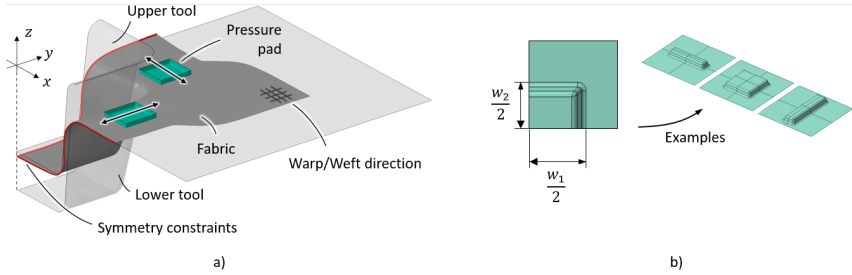 Upper tool
Pressure
pad
z
y
x
Fabric
Warp/Weft direction
Lower tool
Symmetry constraints
a)
w₂
2
w₁
2
Examples
b)